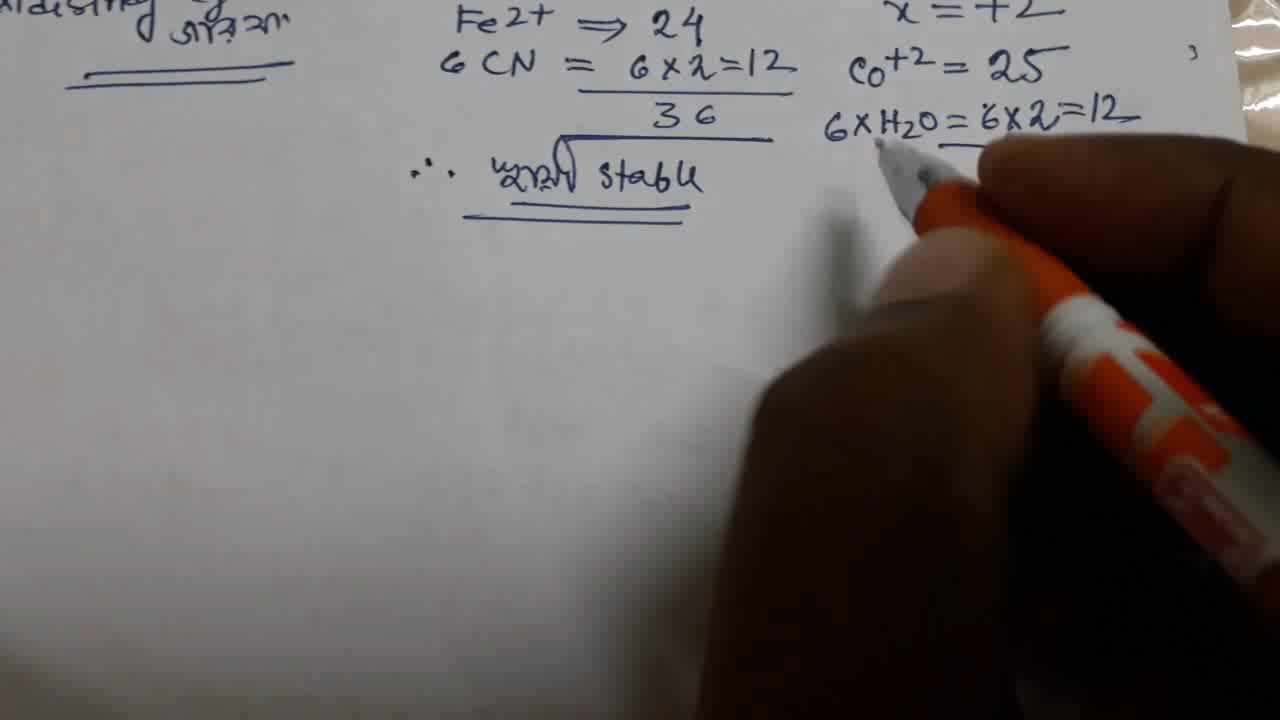 Fe2+ ⇒ 24
6 CN = 6×2=12
36
∴ stable
x = +2
Co+2 = 25
6×H2O = 6×2=12